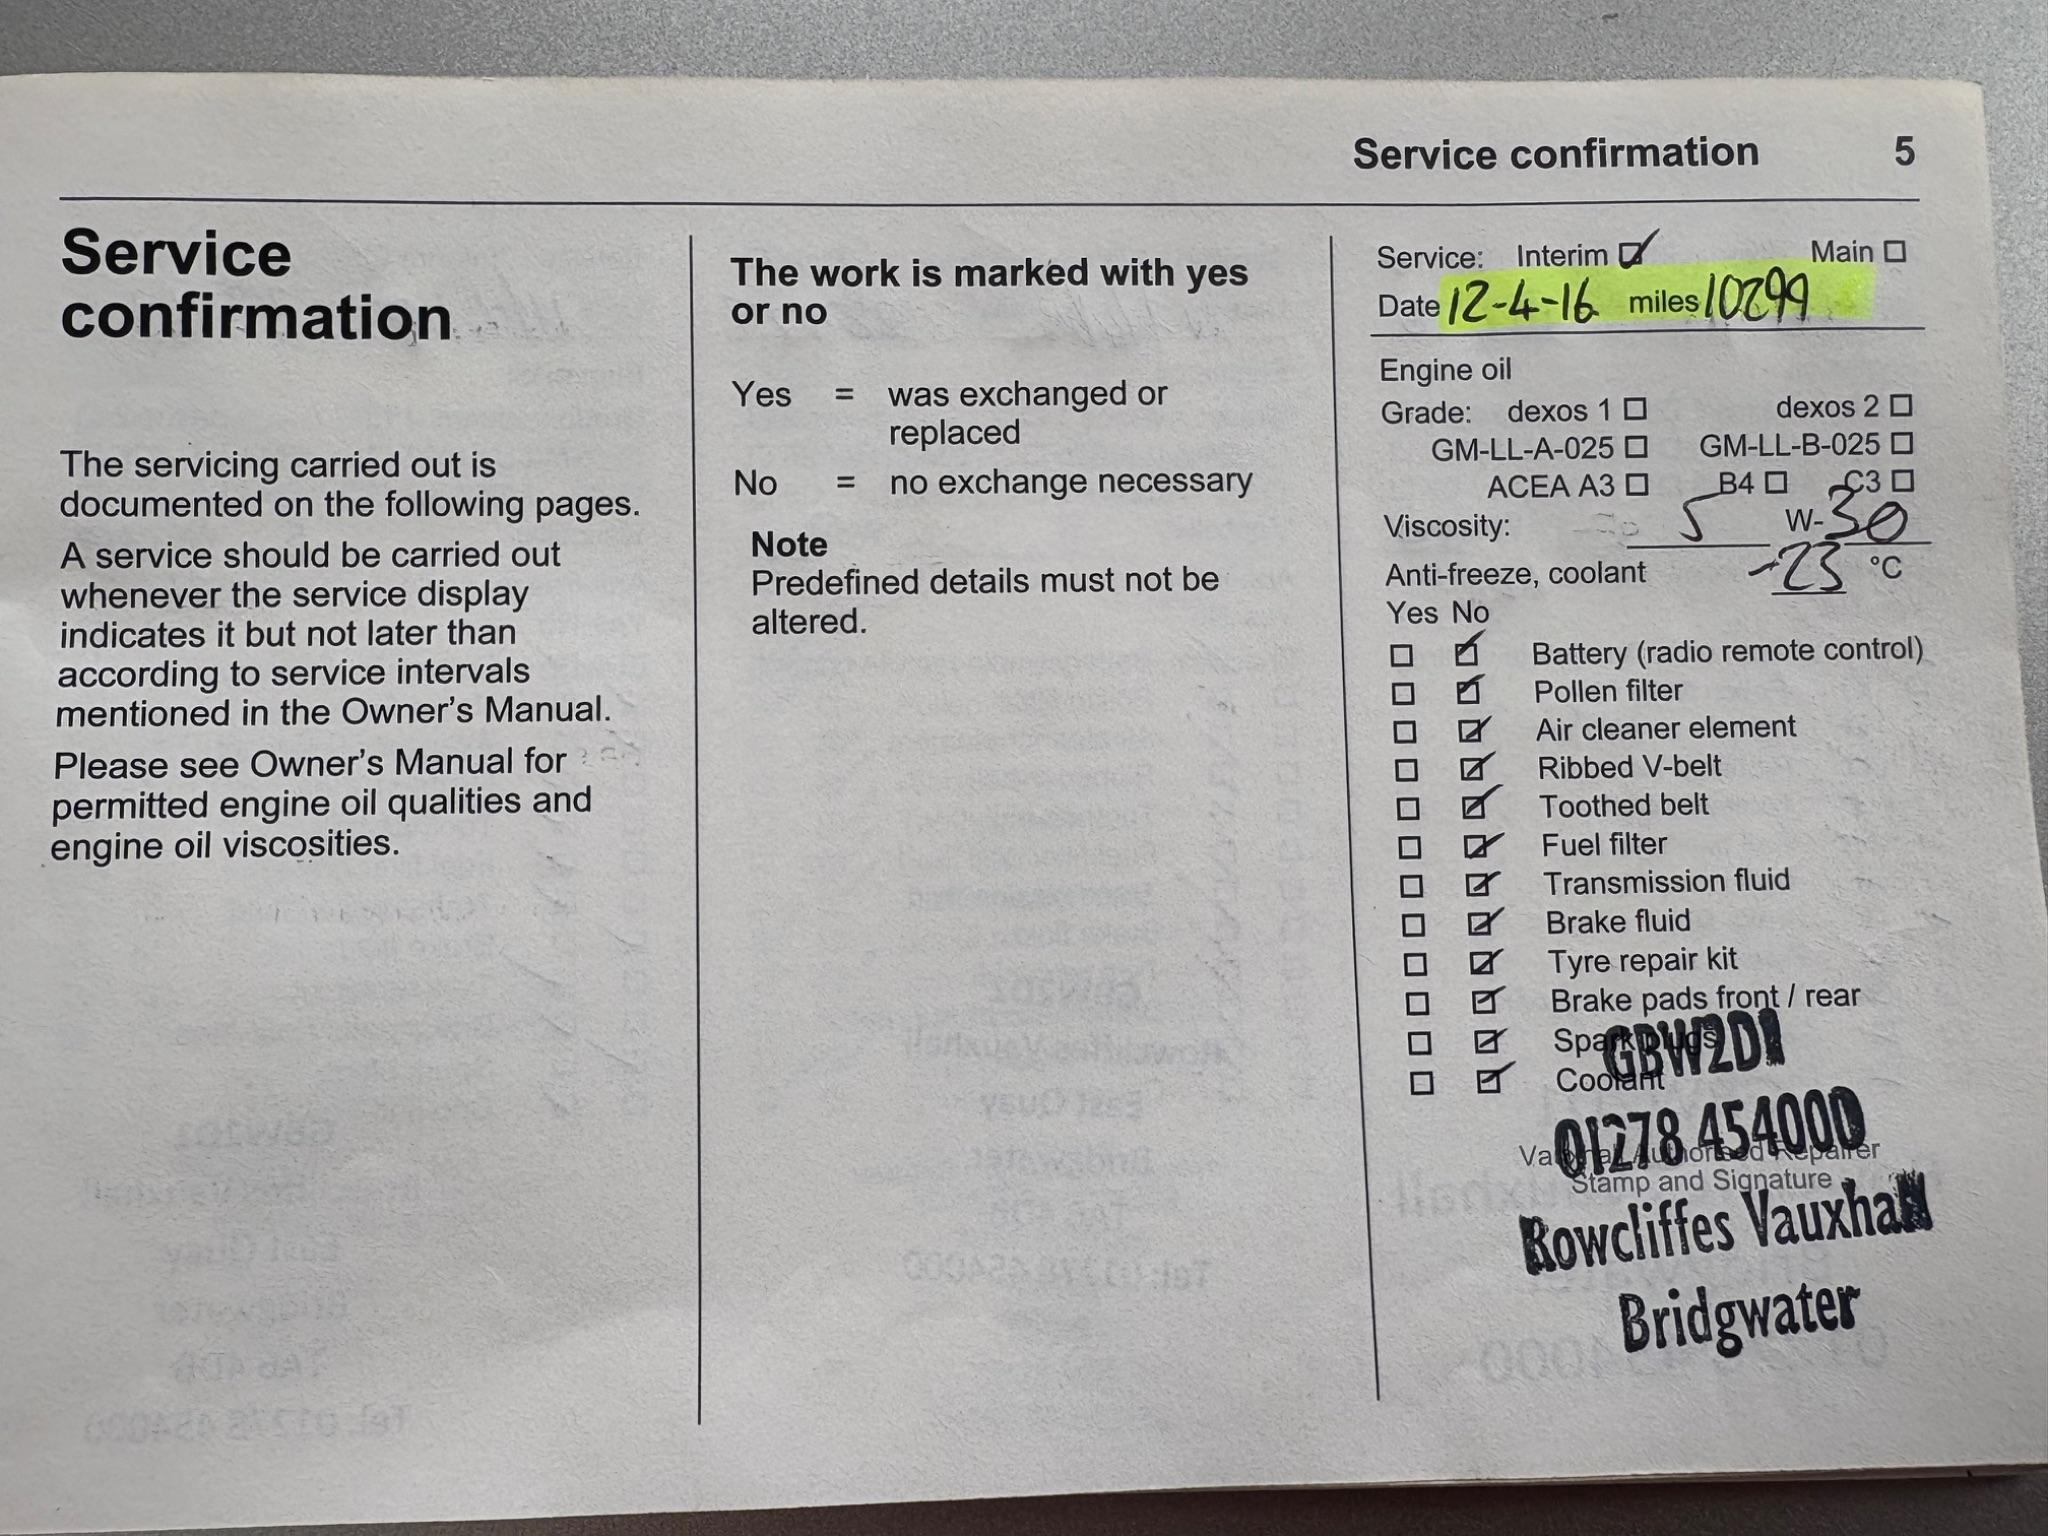 Service confirmation 5
Service
confirmation
The servicing carried out is
documented on the following pages.
A service should be carried out
whenever the service display
indicates it but not later than
according to service intervals
mentioned in the Owner's Manual.
Please see Owner's Manual for
permitted engine oil qualities and
engine oil viscosities.
The work is marked with yes
or no
Yes = was exchanged or
replaced
No = no exchange necessary
Note
Predefined details must not be
altered.
Service: Interim Main
Date 12-4-16 miles 10299
Engine oil
Grade: dexos 1 dexos 2
GM-LL-A-025 GM-LL-B-025
ACEA A3 B4 C3
Viscosity: 5 W-30
Anti-freeze, coolant -23 °C
Yes No
Battery (radio remote control)
Pollen filter
Air cleaner element
Ribbed V-belt
Toothed belt
Fuel filter
Transmission fluid
Brake fluid
Tyre repair kit
Brake pads front / rear
Spark plugs
GBW2D1
Coolant
01278 454000
Vauxhall Authorised Repairer
Stamp and Signature
Rowcliffes Vauxhall
Bridgwater